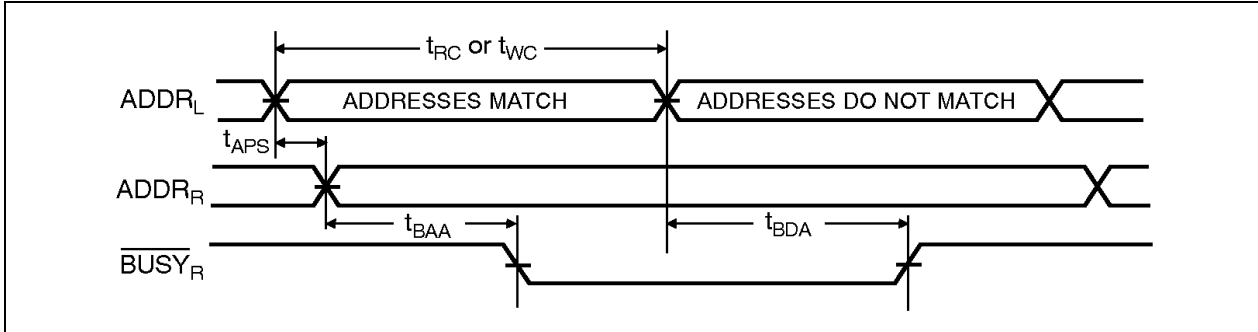 tRC or tWC
ADDRL
ADDRESSES MATCH
ADDRESSES DO NOT MATCH
tAPS
ADDRR
tBAA
tBDA
BUSYR